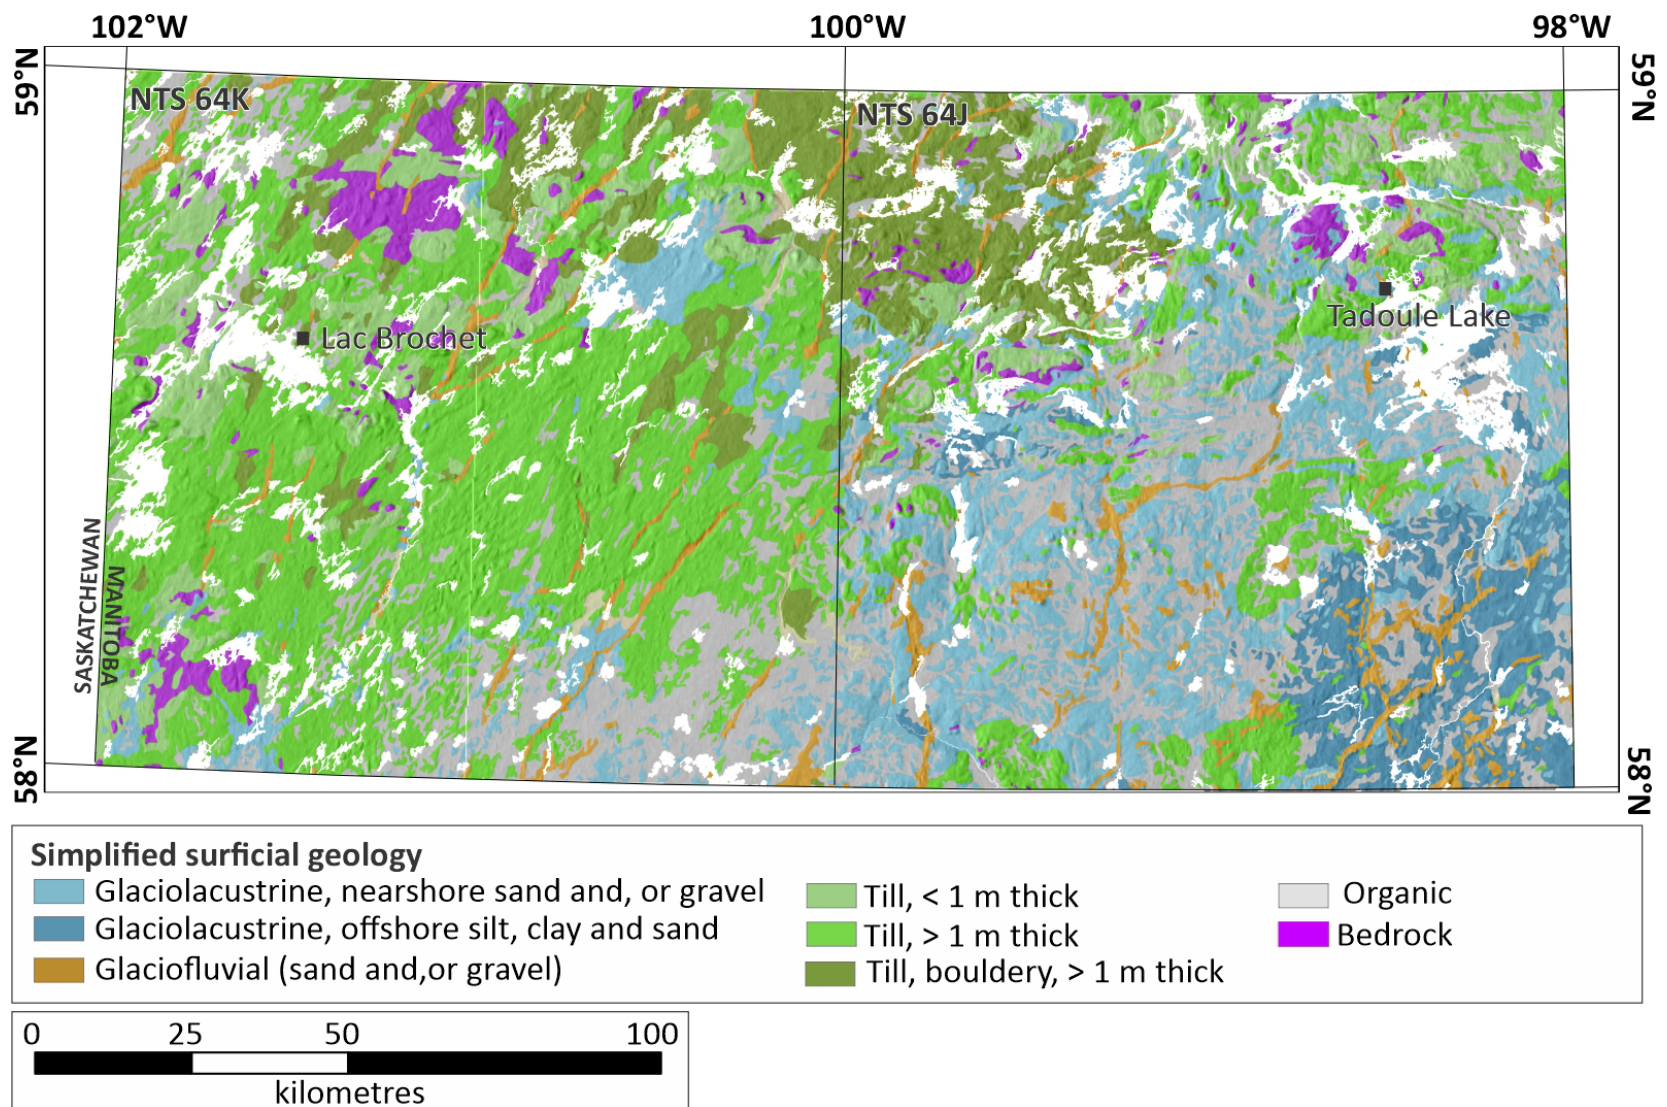 102°W 100°W 98°W
59°N 59°N
NTS 64K NTS 64J
Lac Brochet
Tadoule Lake
SASKATCHEWAN
MANITOBA
58°N 58°N
Simplified surficial geology
Glaciolacustrine, nearshore sand and, or gravel
Glaciolacustrine, offshore silt, clay and sand
Glaciofluvial (sand and,or gravel)
Till, < 1 m thick
Till, > 1 m thick
Till, bouldery, > 1 m thick
Organic
Bedrock
0 25 50 100
kilometres